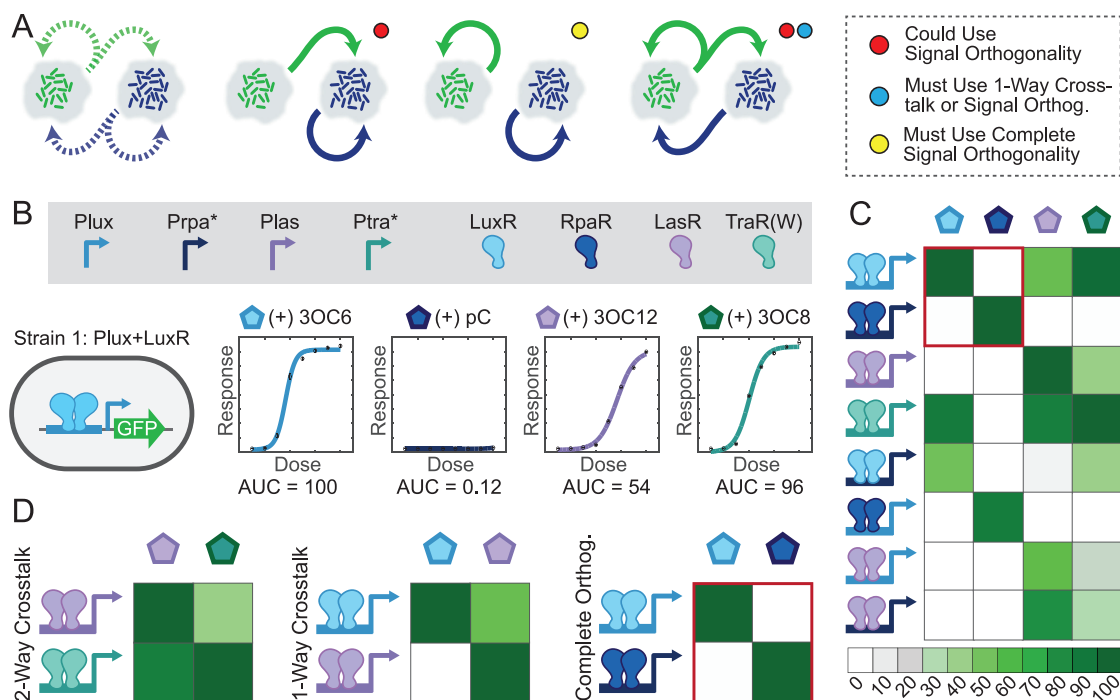 A
Could Use
Signal Orthogonality
Must Use 1-Way Cross-
talk or Signal Orthog.
Must Use Complete
Signal Orthogonality
B
Plux
Prpa*
Plas
Ptra*
LuxR
RpaR
LasR
TraR(W)
Strain 1: Plux+LuxR
GFP
(+) 3OC6
Response
Dose
AUC = 100
(+) pC
Response
Dose
AUC = 0.12
(+) 3OC12
Response
Dose
AUC = 54
(+) 3OC8
Response
Dose
AUC = 96
C
0
10
20
30
40
50
60
70
80
90
100
D
2-Way Crosstalk
1-Way Crosstalk
Complete Orthog.